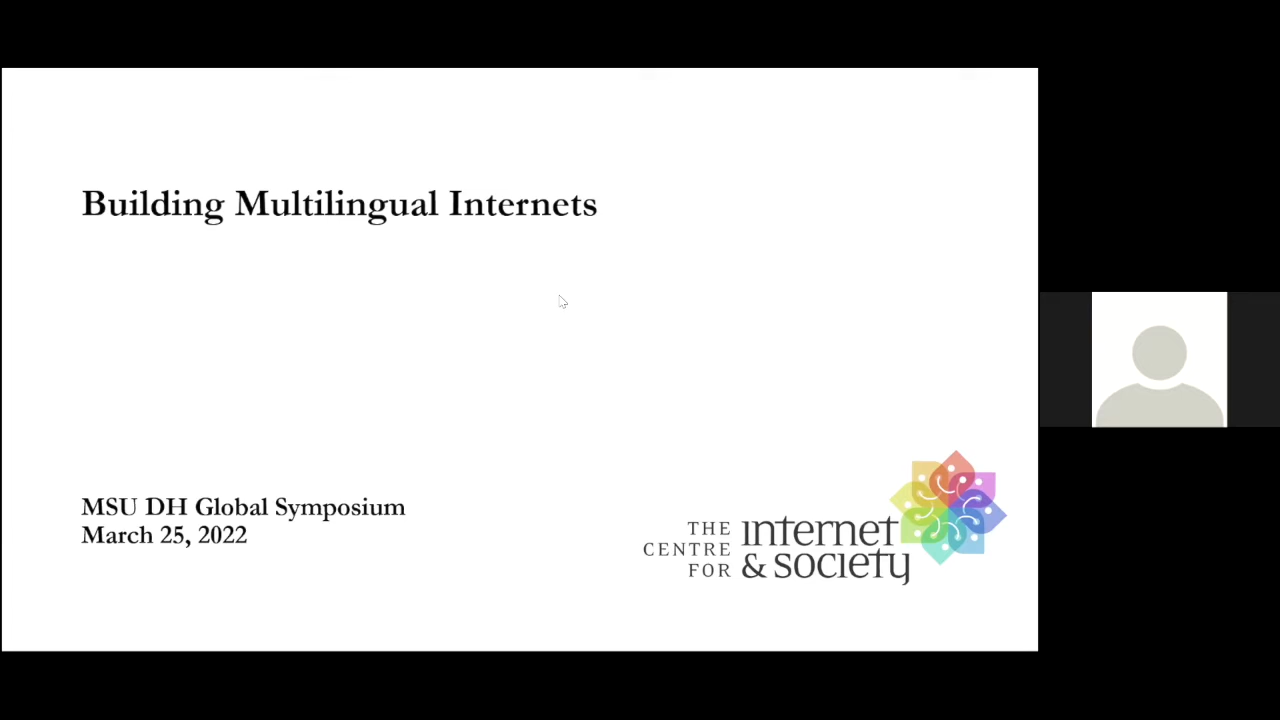 Building Multilingual Internets
MSU DH Global Symposium
March 25, 2022
THE
CENTRE
FOR
internet
& society